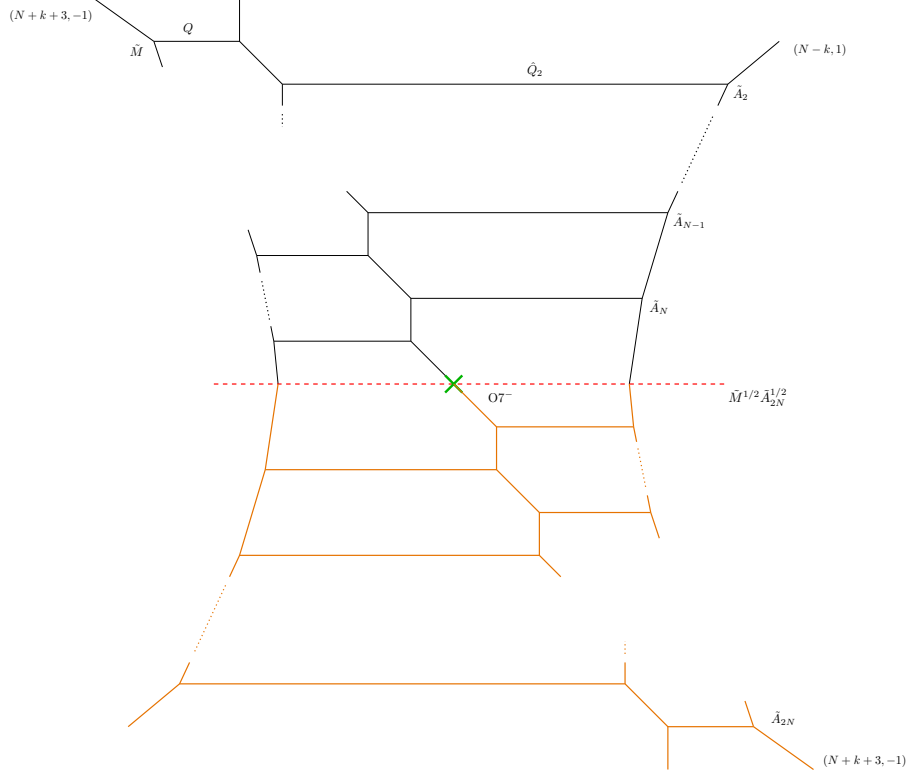 (N + k + 3, −1)
Q
M̃
Q̂₂
(N − k, 1)
Ã₂
Ã_{N−1}
Ã_N
O7⁻
M̃^{1/2} Ã_{2N}^{1/2}
Ã_{2N}
(N + k + 3, −1)